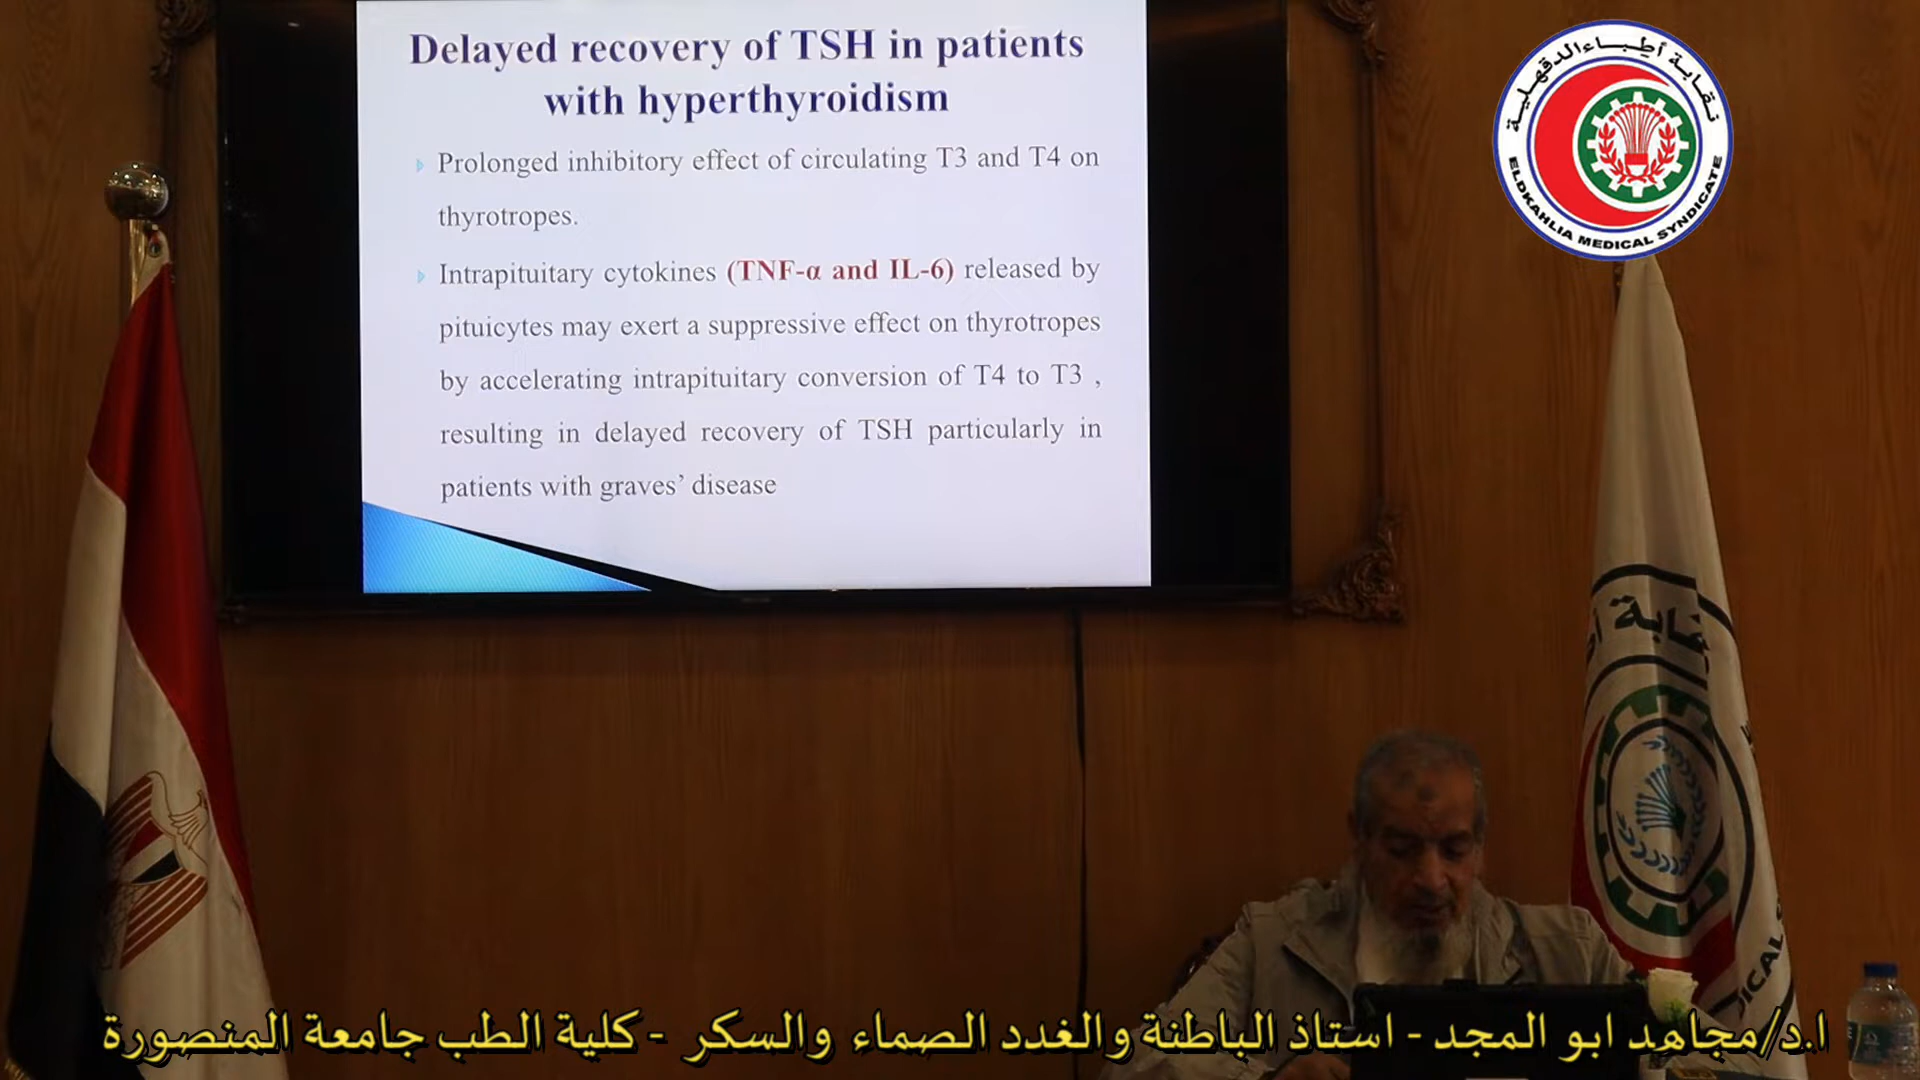 Delayed recovery of TSH in patients
with hyperthyroidism
Prolonged inhibitory effect of circulating T3 and T4 on
thyrotropes.
Intrapituitary cytokines (TNF-α and IL-6) released by
pituicytes may exert a suppressive effect on thyrotropes
by accelerating intrapituitary conversion of T4 to T3 ,
resulting in delayed recovery of TSH particularly in
patients with graves’ disease
نقابة أطباء الدقهلية
ELDKAHLIA MEDICAL SYNDICATE
ا.د/مجاهد ابو المجد - استاذ الباطنة والغدد الصماء والسكر - كلية الطب جامعة المنصورة